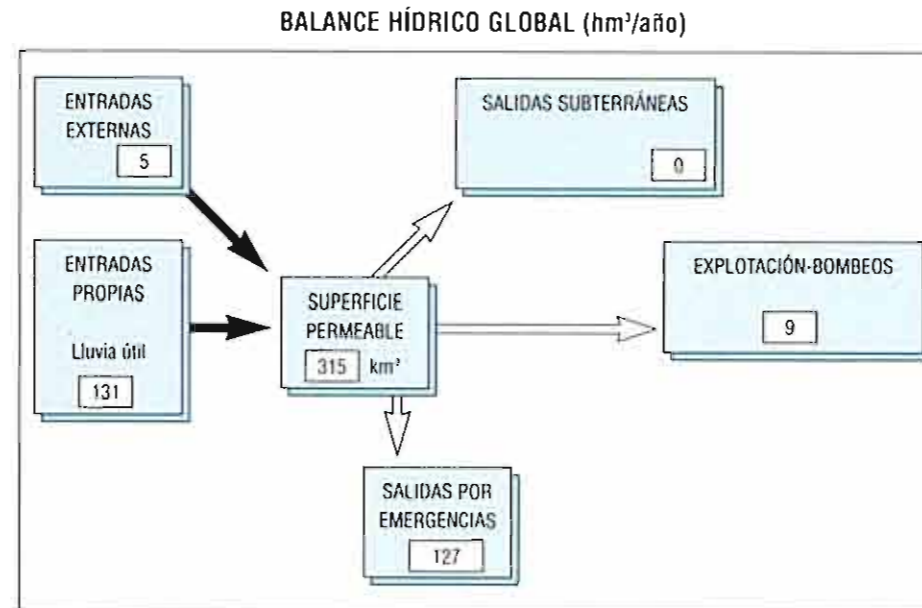 BALANCE HÍDRICO GLOBAL (hm³/año)
ENTRADAS
EXTERNAS
5
SALIDAS SUBTERRÁNEAS
0
ENTRADAS
PROPIAS
Lluvia útil
131
SUPERFICIE
PERMEABLE
315 km³
EXPLOTACIÓN-BOMBEOS
9
SALIDAS POR
EMERGENCIAS
127